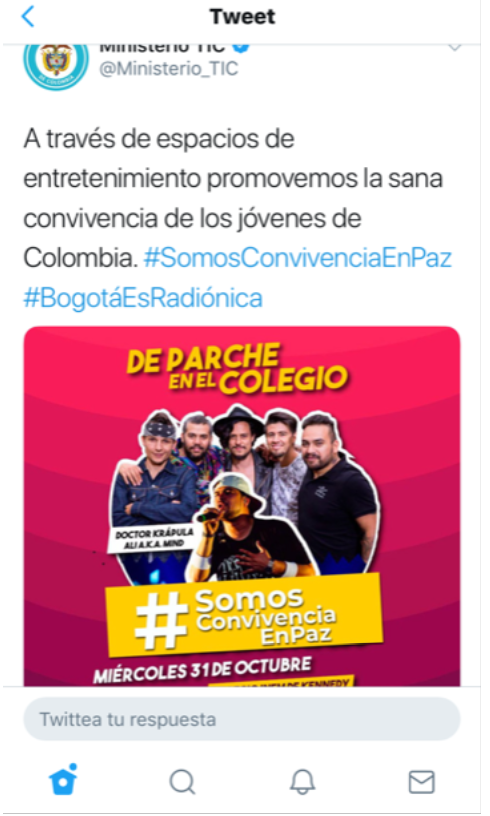 Tweet
Ministerio TIC
@Ministerio_TIC
A través de espacios de
entretenimiento promovemos la sana
convivencia de los jóvenes de
Colombia. #SomosConvivenciaEnPaz
#BogotáEsRadiónica
DE PARCHE
EN EL COLEGIO
DOCTOR KRÁPULA
ALI A.K.A. MIND
#Somos
Convivencia
EnPaz
MIÉRCOLES 31 DE OCTUBRE
DE KENNEDY
Twittea tu respuesta